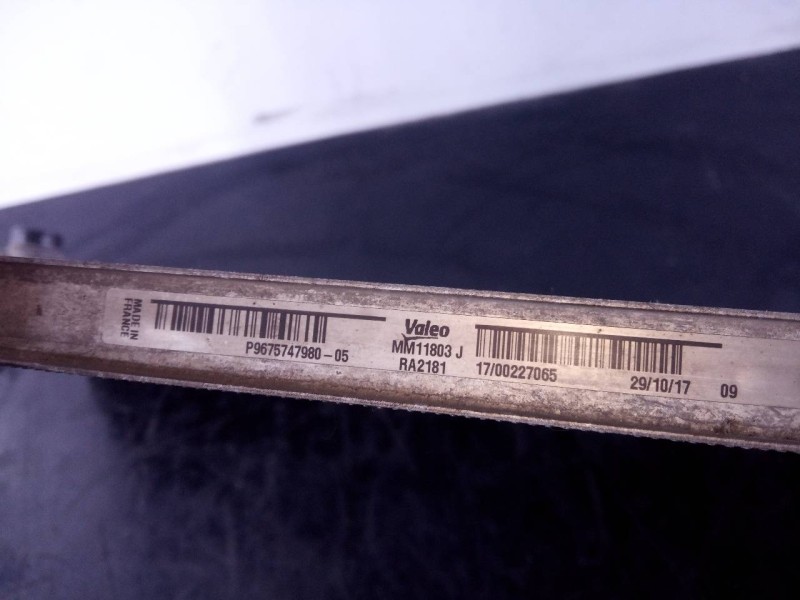 MADE IN
FRANCE
P9675747980-05
Valeo
MM11803 J
RA2181
17/00227065
29/10/17
09